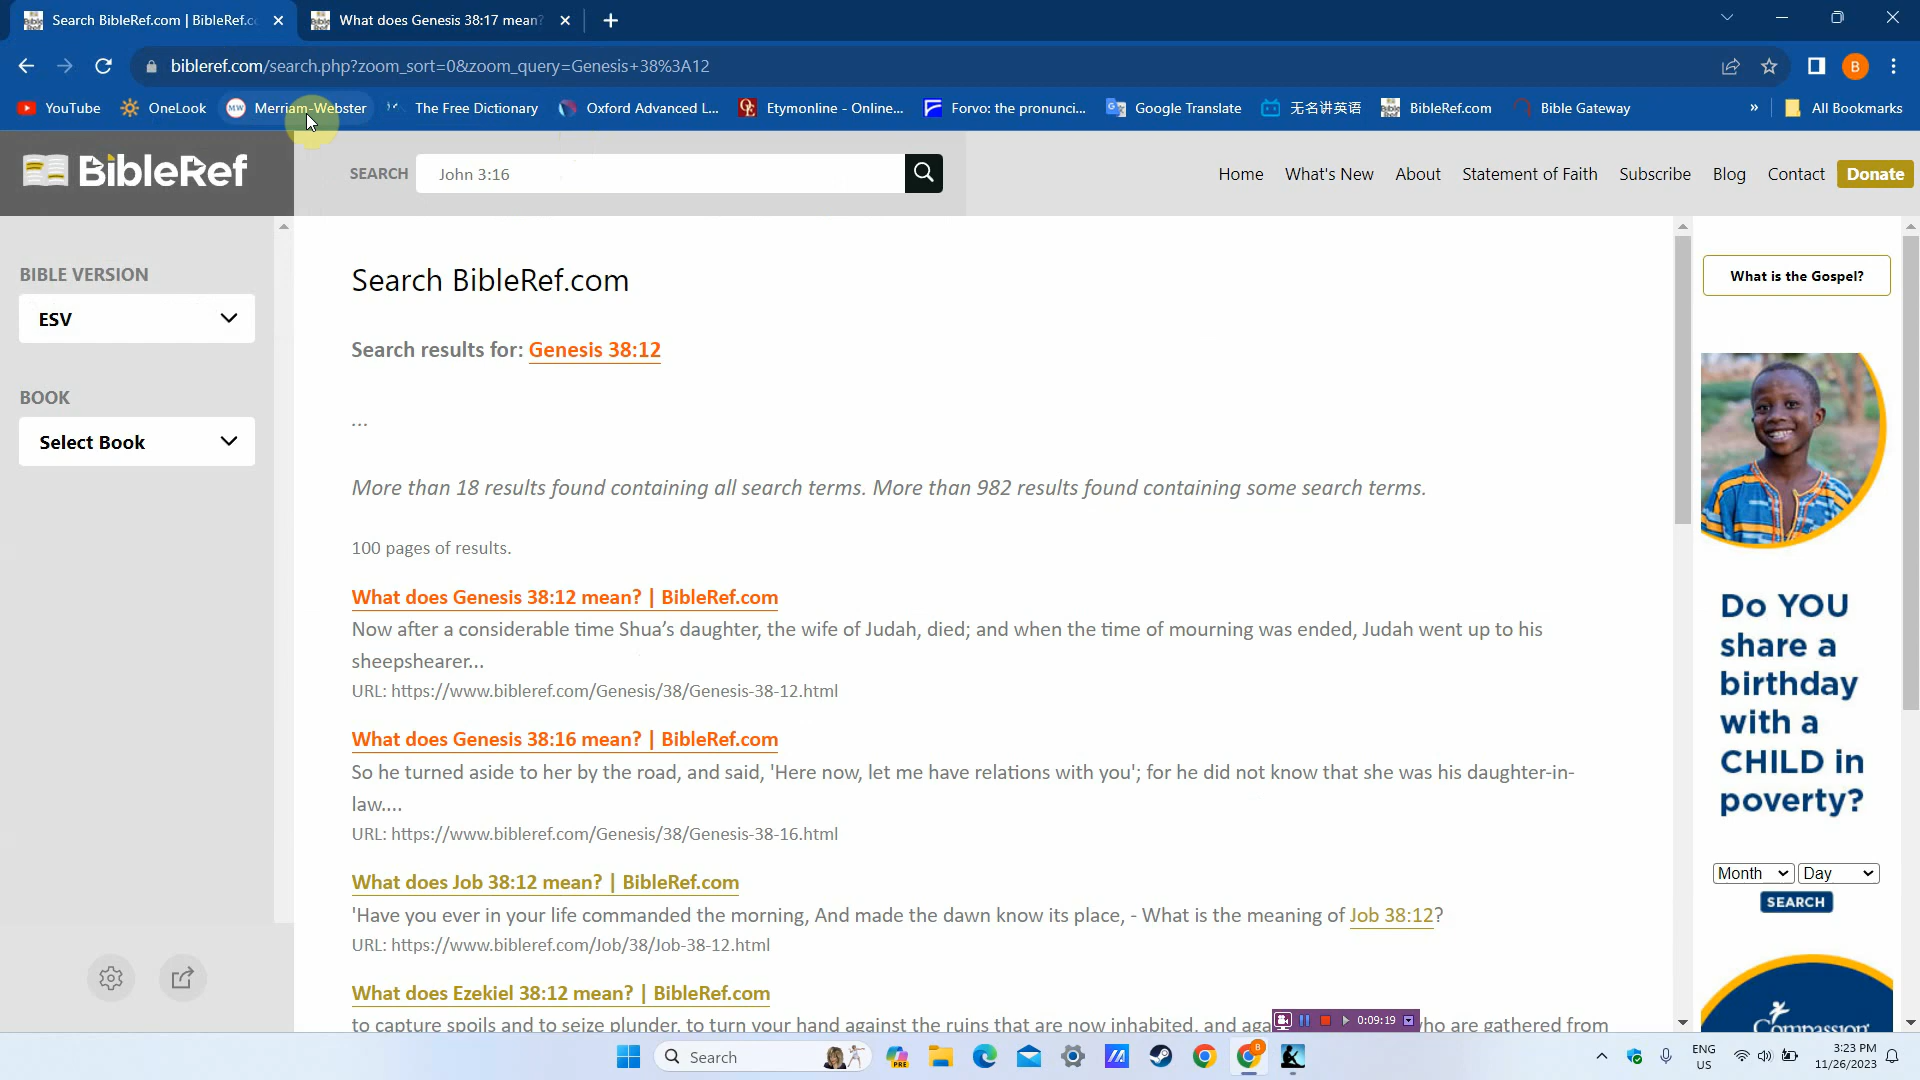 Search BibleRef.com | BibleRef.c
What does Genesis 38:17 mean?
bibleref.com/search.php?zoom_sort=0&zoom_query=Genesis+38%3A12
B
YouTube
OneLook
MW Merriam-Webster
The Free Dictionary
Oxford Advanced L...
OE Etymonline - Online...
Forvo: the pronunci...
Google Translate
无名讲英语
BibleRef.com
Bible Gateway
»
All Bookmarks
BibleRef
SEARCH
John 3:16
Home
What's New
About
Statement of Faith
Subscribe
Blog
Contact
Donate
BIBLE VERSION
ESV
BOOK
Select Book
Search BibleRef.com
Search results for: Genesis 38:12
...
More than 18 results found containing all search terms. More than 982 results found containing some search terms.
100 pages of results.
What does Genesis 38:12 mean? | BibleRef.com
Now after a considerable time Shua’s daughter, the wife of Judah, died; and when the time of mourning was ended, Judah went up to his
sheepshearer...
URL: https://www.bibleref.com/Genesis/38/Genesis-38-12.html
What does Genesis 38:16 mean? | BibleRef.com
So he turned aside to her by the road, and said, 'Here now, let me have relations with you'; for he did not know that she was his daughter-in-
law....
URL: https://www.bibleref.com/Genesis/38/Genesis-38-16.html
What does Job 38:12 mean? | BibleRef.com
'Have you ever in your life commanded the morning, And made the dawn know its place, - What is the meaning of Job 38:12?
URL: https://www.bibleref.com/Job/38/Job-38-12.html
What does Ezekiel 38:12 mean? | BibleRef.com
to capture spoils and to seize plunder, to turn your hand against the ruins that are now inhabited, and aga
who are gathered from
What is the Gospel?
Do YOU
share a
birthday
with a
CHILD in
poverty?
Month
Day
SEARCH
Compassion
0:09:19
Search
PRE
B
ENG
US
3:23 PM
11/26/2023